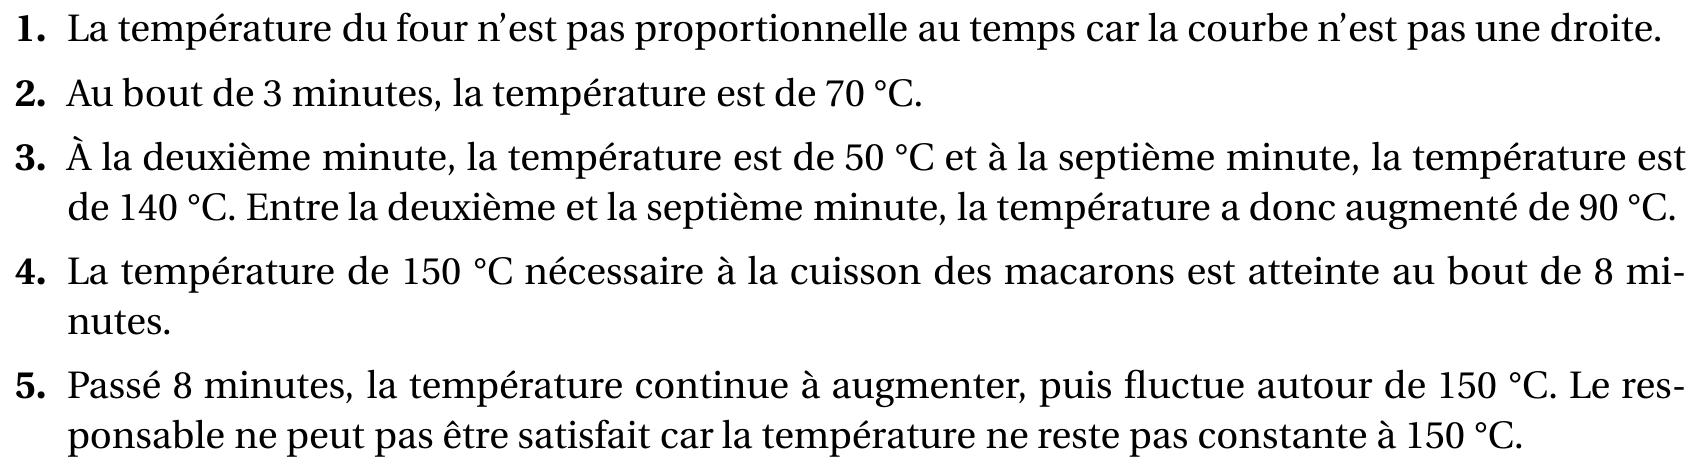 1. La température du four n’est pas proportionnelle au temps car la courbe n’est pas une droite.
2. Au bout de 3 minutes, la température est de 70 °C.
3. À la deuxième minute, la température est de 50 °C et à la septième minute, la température est
de 140 °C. Entre la deuxième et la septième minute, la température a donc augmenté de 90 °C.
4. La température de 150 °C nécessaire à la cuisson des macarons est atteinte au bout de 8 mi-
nutes.
5. Passé 8 minutes, la température continue à augmenter, puis fluctue autour de 150 °C. Le res-
ponsable ne peut pas être satisfait car la température ne reste pas constante à 150 °C.